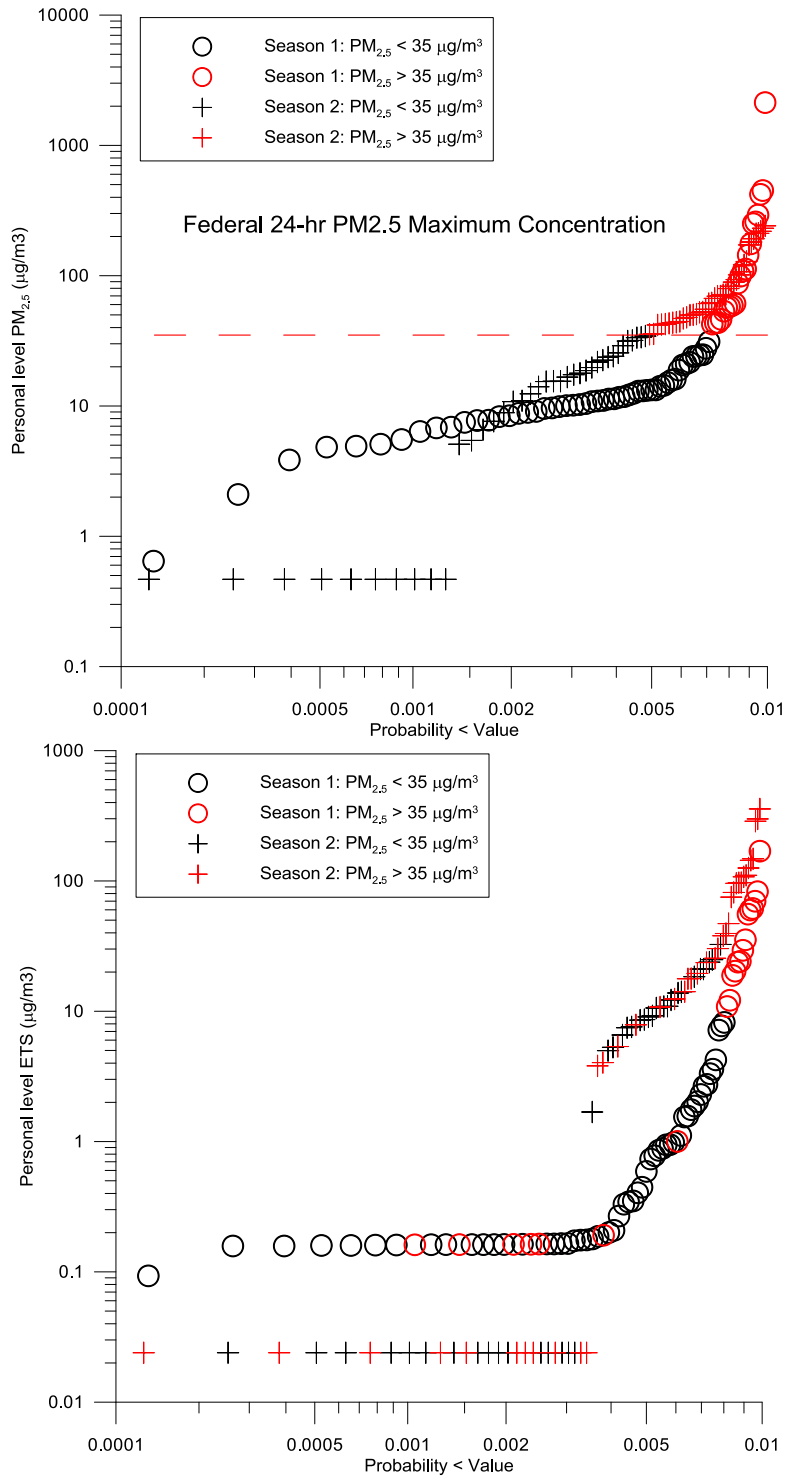 10000
Season 1: PM2.5 < 35 μg/m³
Season 1: PM2.5 > 35 μg/m³
Season 2: PM2.5 < 35 μg/m³
Season 2: PM2.5 > 35 μg/m³
1000
Federal 24-hr PM2.5 Maximum Concentration
Personal level PM2.5 (μg/m3)
100
10
1
0.1
0.0001 0.0005 0.001 0.002 0.005 0.01
Probability < Value
1000
Season 1: PM2.5 < 35 μg/m³
Season 1: PM2.5 > 35 μg/m³
Season 2: PM2.5 < 35 μg/m³
Season 2: PM2.5 > 35 μg/m³
100
Personal level ETS (μg/m3)
10
1
0.1
0.01
0.0001 0.0005 0.001 0.002 0.005 0.01
Probability < Value